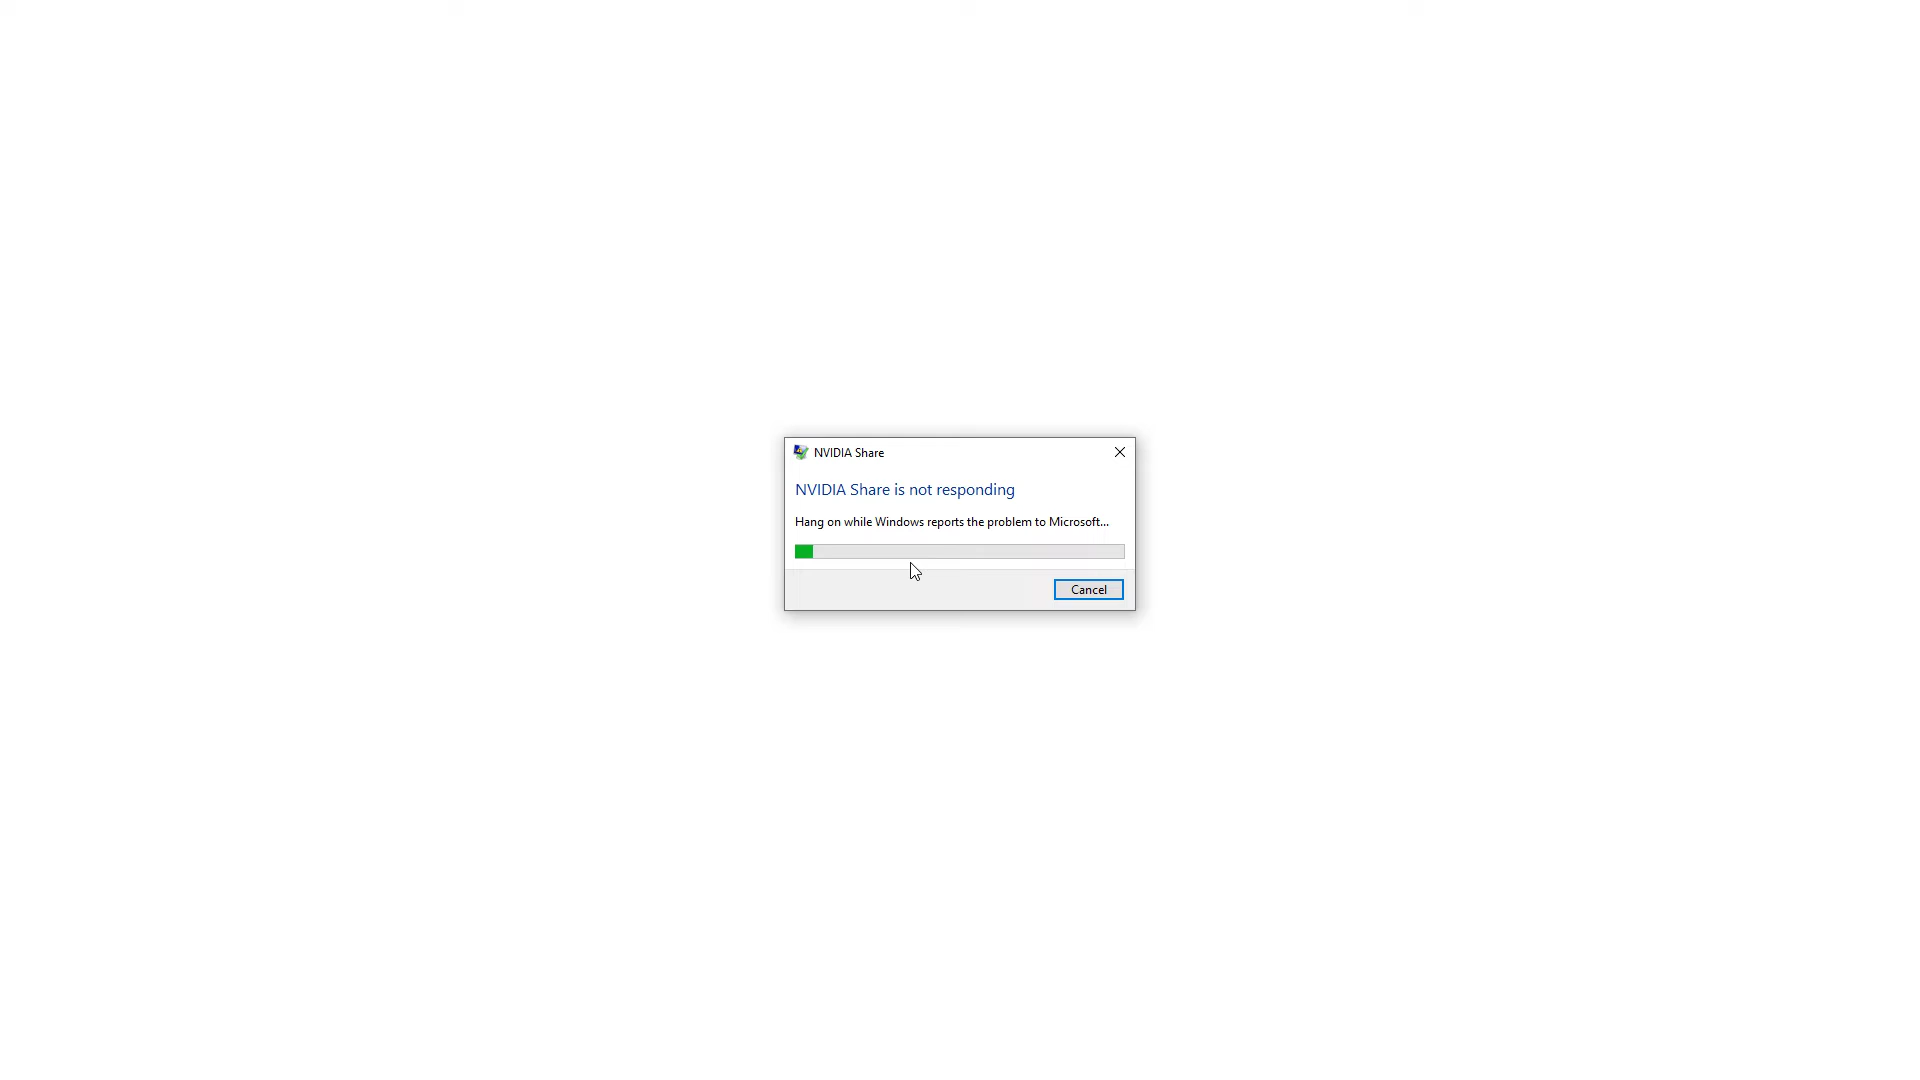 NVIDIA Share
NVIDIA Share is not responding
Hang on while Windows reports the problem to Microsoft...
Cancel